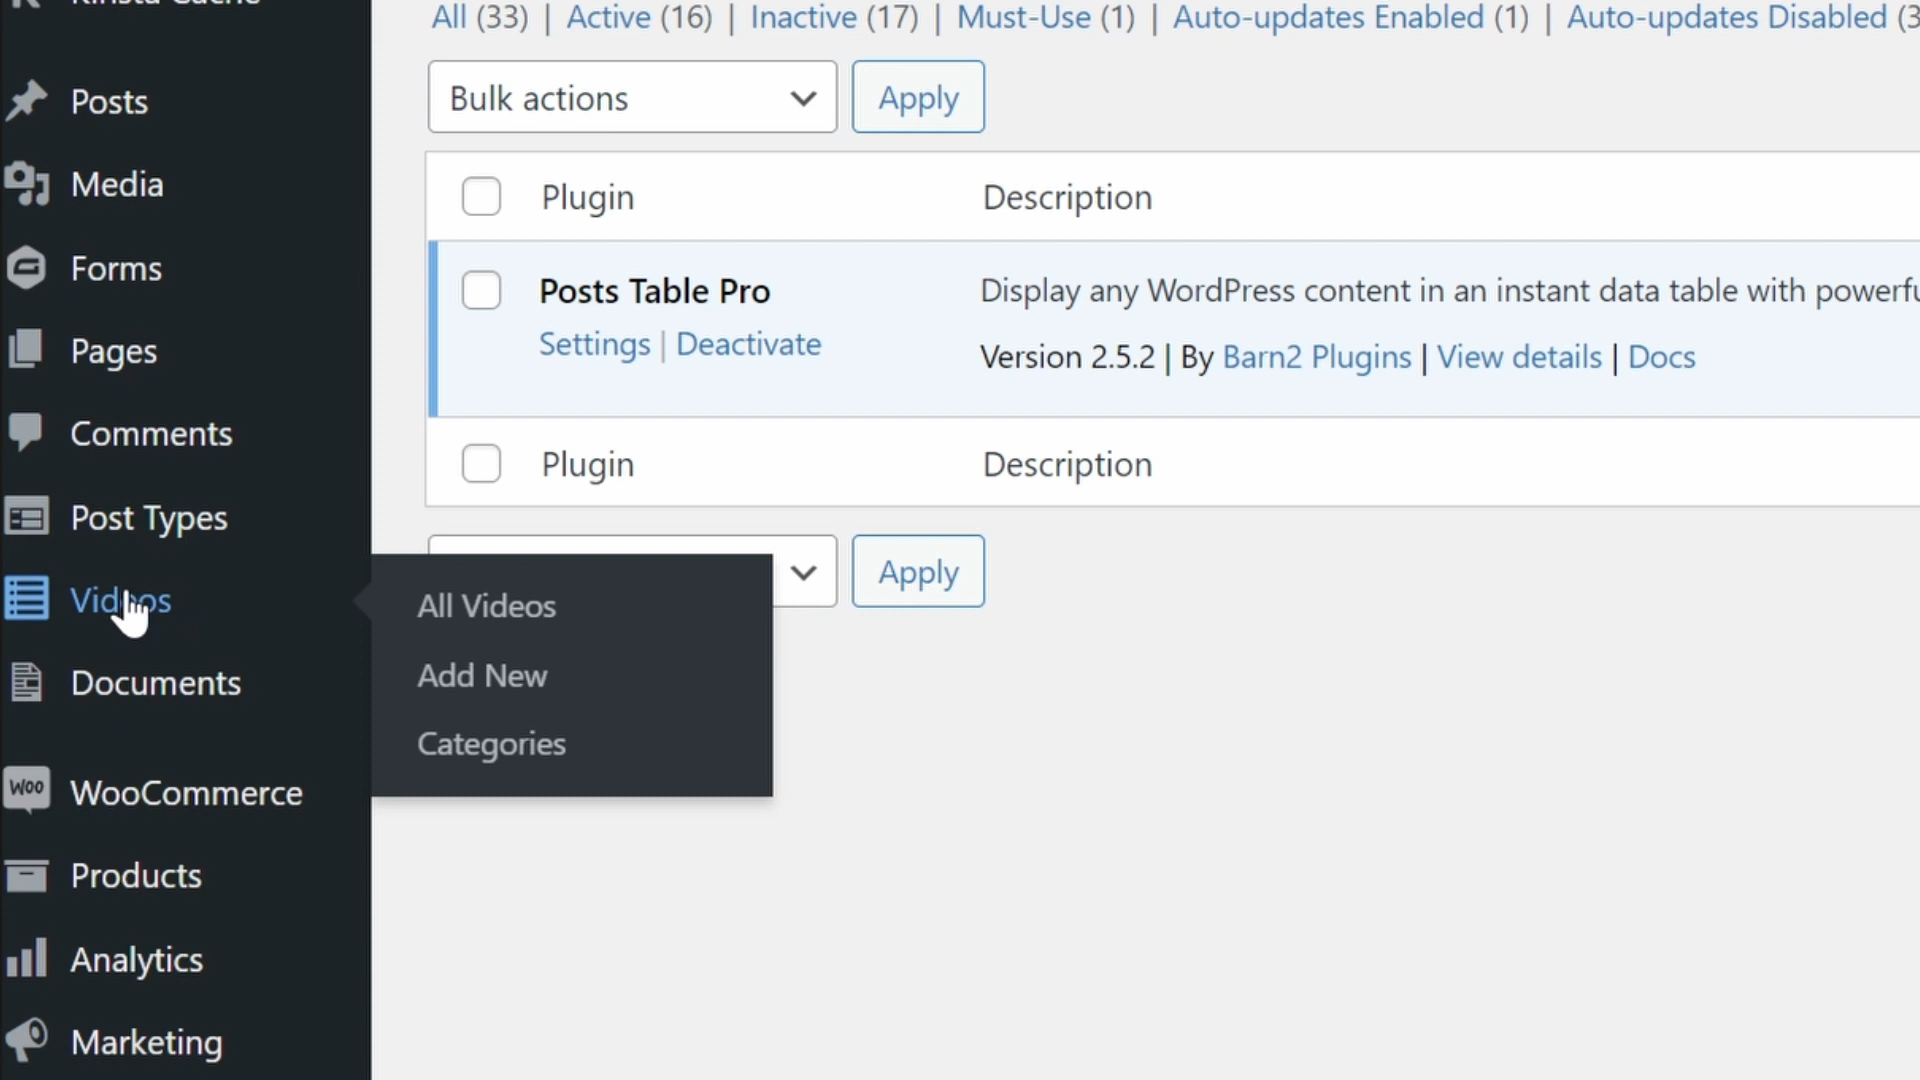 All (33) | Active (16) | Inactive (17) | Must-Use (1) | Auto-updates Enabled (1) | Auto-updates Disabled (3
Bulk actions
Apply
Plugin Description
Posts Table Pro
Settings | Deactivate
Display any WordPress content in an instant data table with
Version 2.5.2 | By Barn2 Plugins | View details | Docs
Plugin Description
Apply
Posts
Media
Forms
Pages
Comments
Post Types
Videos
All Videos
Add New
Categories
Documents
Woo WooCommerce
Products
Analytics
Marketing